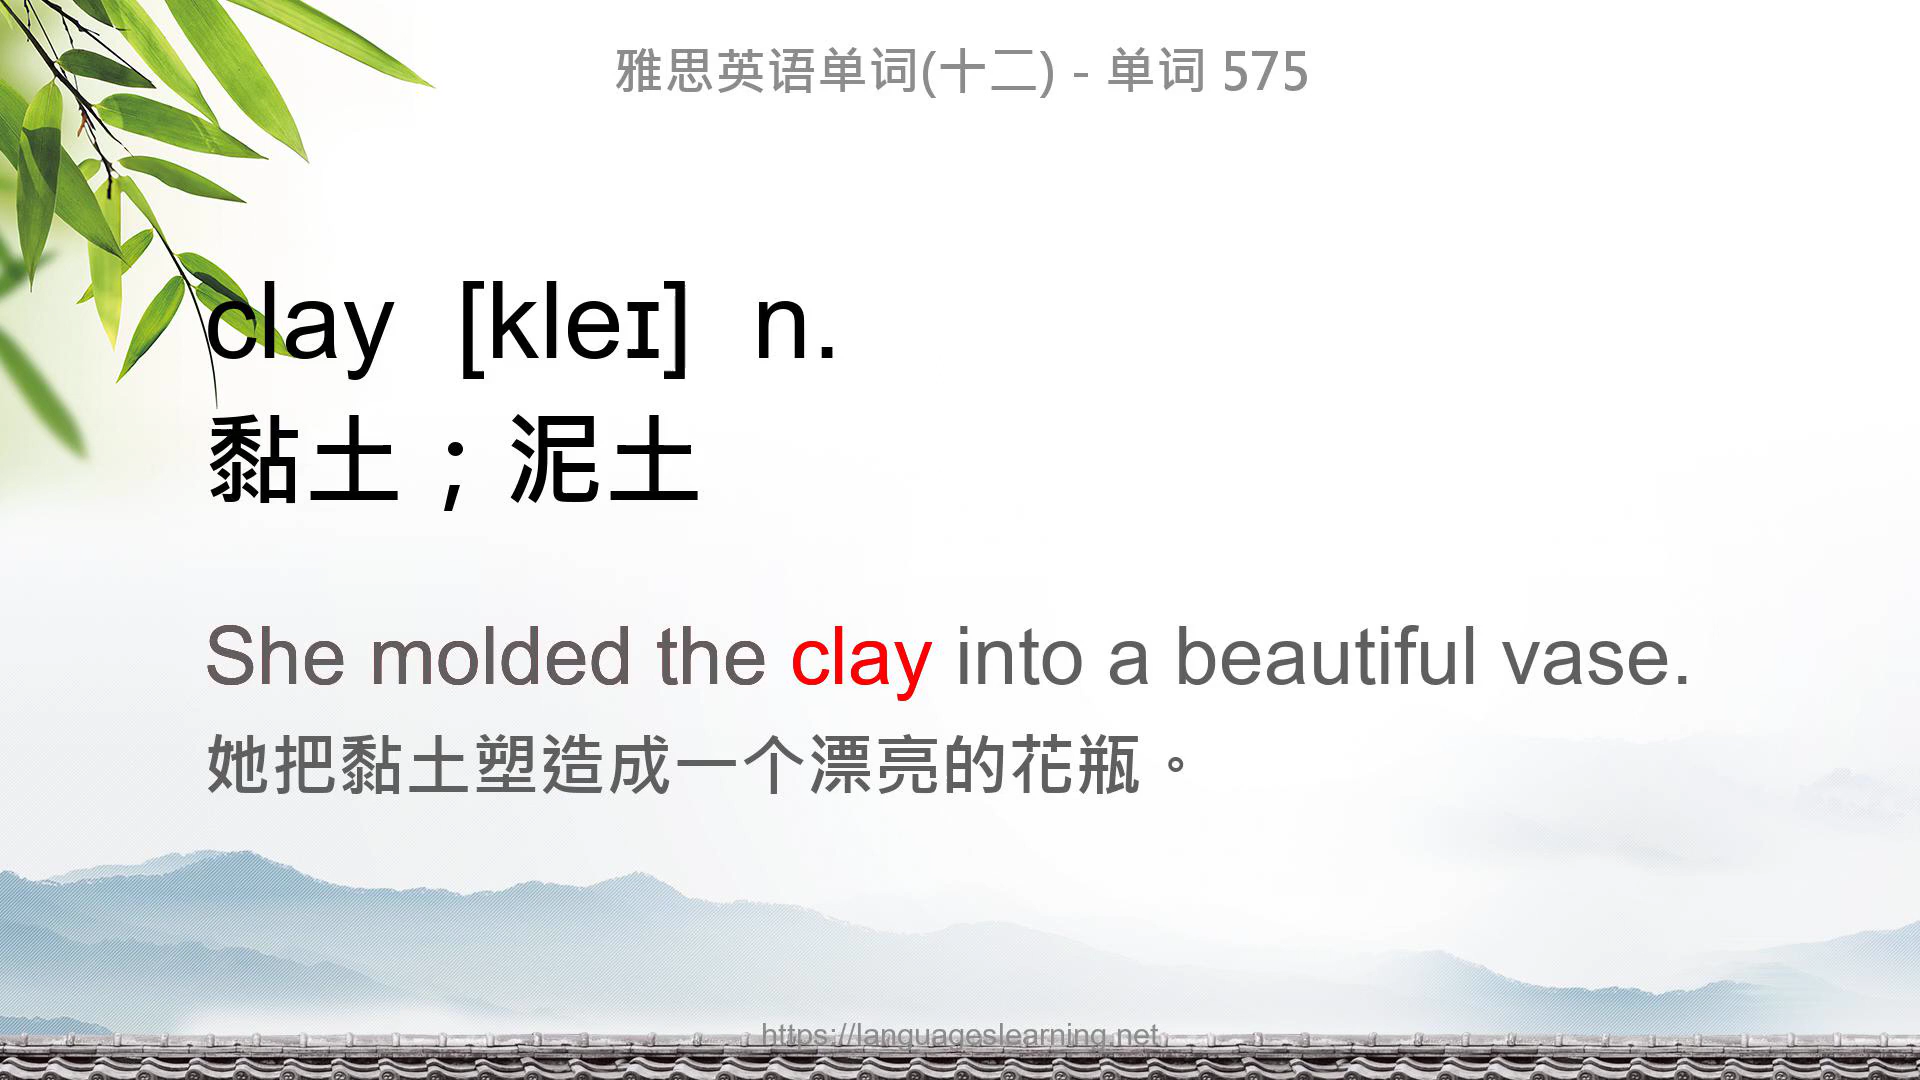 雅思英语单词(十二) - 单词 575
clay [kleɪ] n.
黏土；泥土
She molded the clay into a beautiful vase.
她把黏土塑造成一个漂亮的花瓶。
https://languageslearning.net